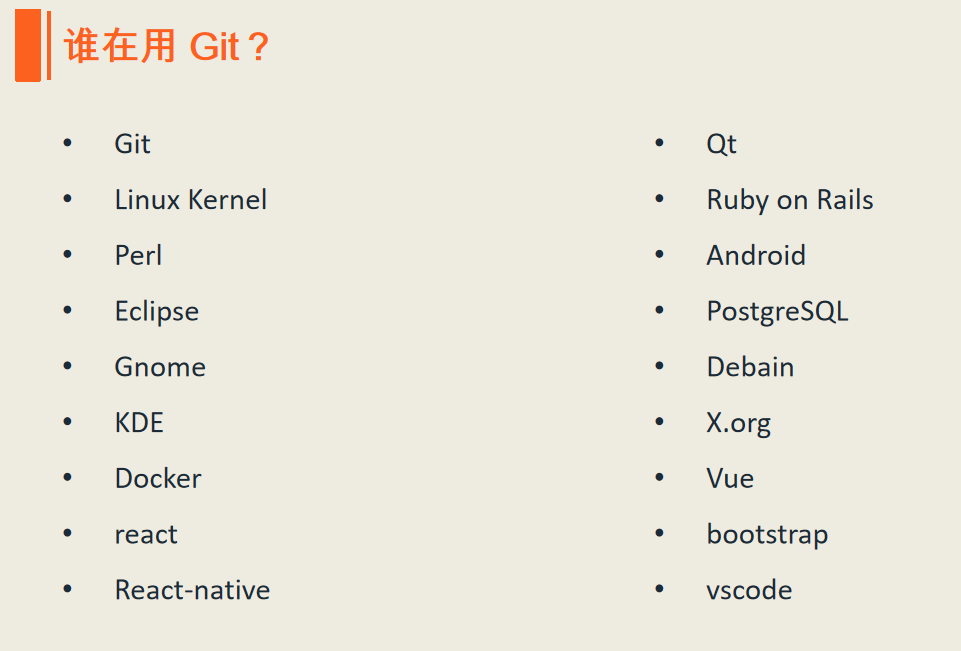 谁在用 Git？
• Git
• Linux Kernel
• Perl
• Eclipse
• Gnome
• KDE
• Docker
• react
• React-native
• Qt
• Ruby on Rails
• Android
• PostgreSQL
• Debain
• X.org
• Vue
• bootstrap
• vscode